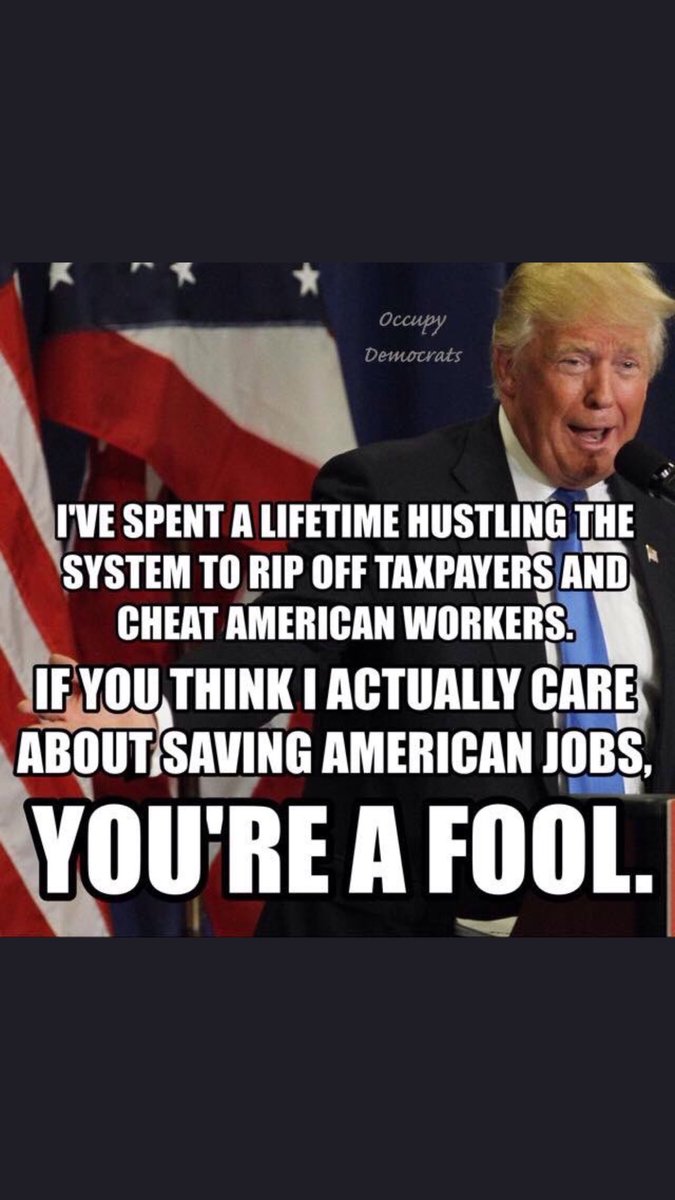 Occupy
Democrats
I'VE SPENT A LIFETIME HUSTLING THE
SYSTEM TO RIP OFF TAXPAYERS AND
CHEAT AMERICAN WORKERS.
IF YOU THINK I ACTUALLY CARE
ABOUT SAVING AMERICAN JOBS,
YOU'RE A FOOL.